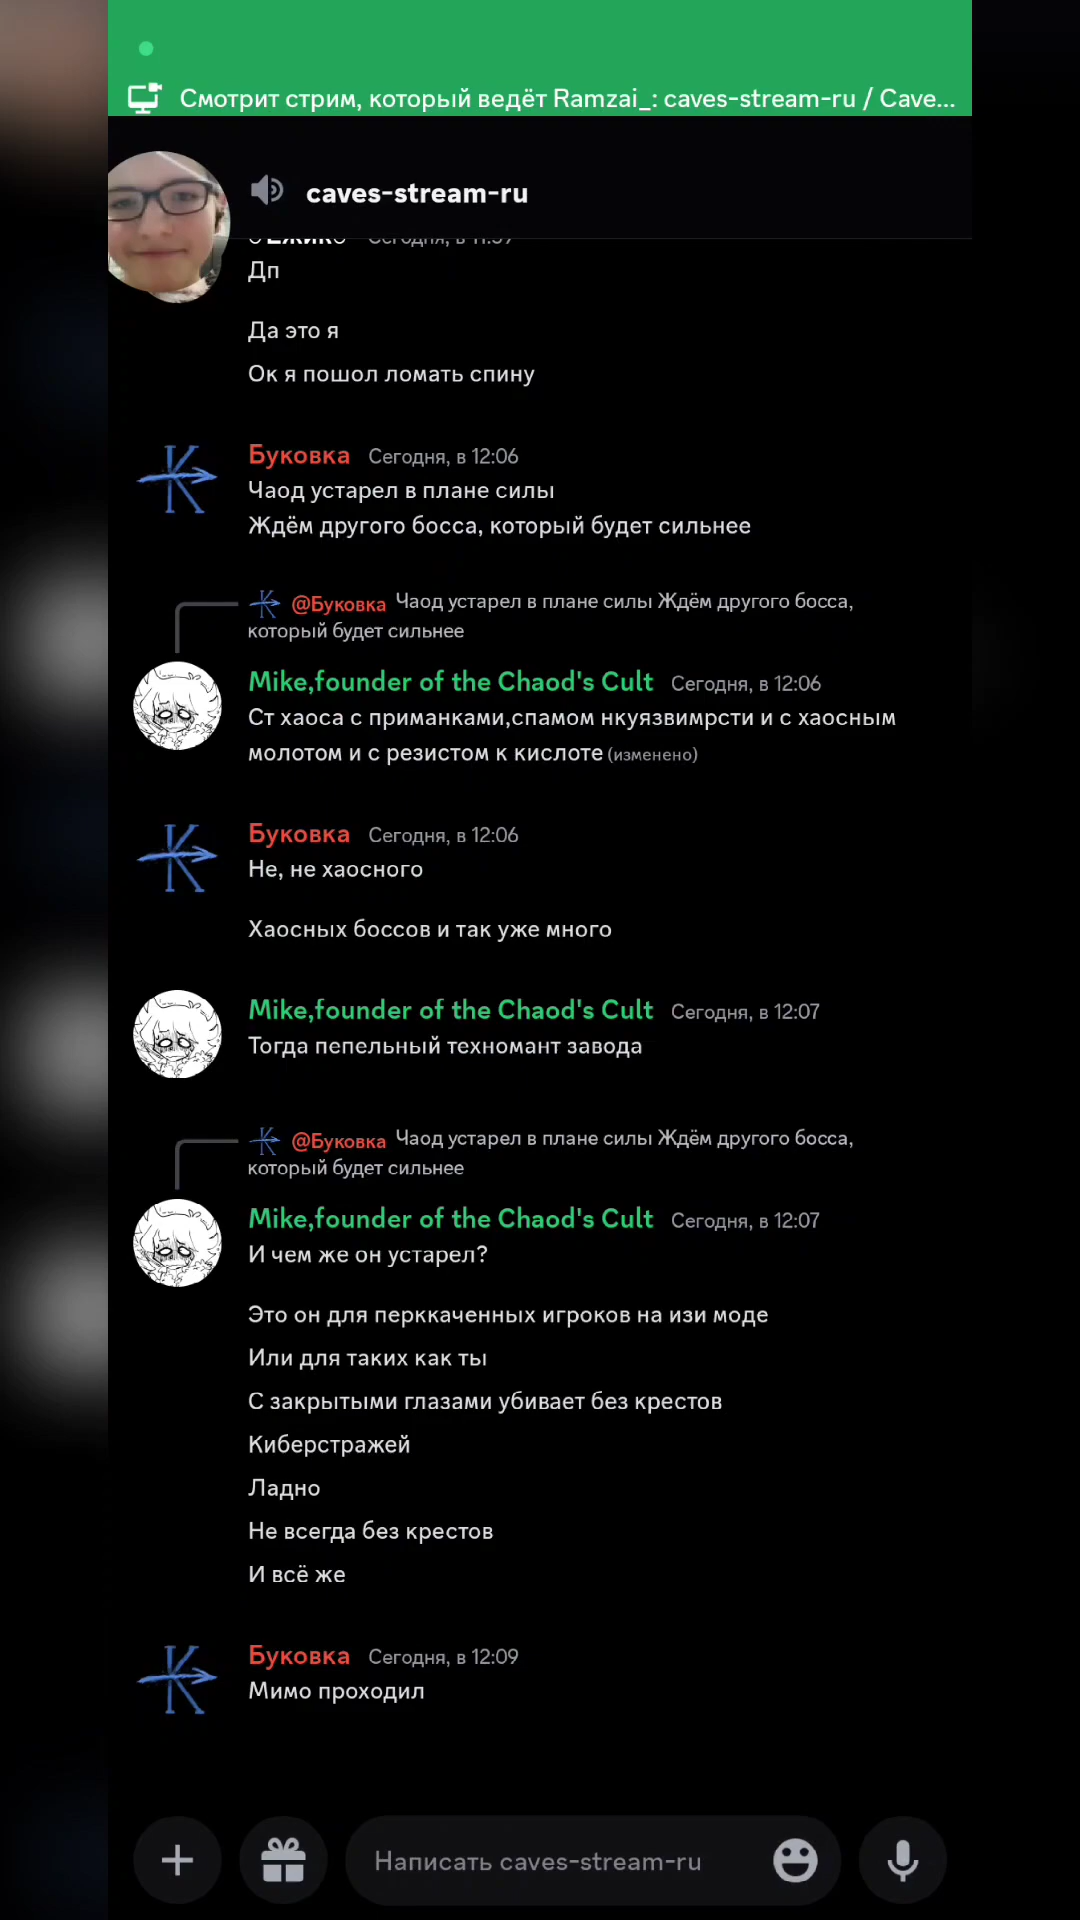 Смотрит стрим, который ведёт Ramzai_: caves-stream-ru / Cave...
caves-stream-ru
Сегодня, в 11:59
Дп
Да это я
Ок я пошол ломать спину
Буковка Сегодня, в 12:06
Чаод устарел в плане силы
Ждём другого босса, который будет сильнее
@Буковка Чаод устарел в плане силы Ждём другого босса,
который будет сильнее
Mike,founder of the Chaod's Cult Сегодня, в 12:06
Ст хаоса с приманками,спамом нкуязвимрсти и с хаосным
молотом и с резистом к кислоте (изменено)
Буковка Сегодня, в 12:06
Не, не хаосного
Хаосных боссов и так уже много
Mike,founder of the Chaod's Cult Сегодня, в 12:07
Тогда пепельный техномант завода
@Буковка Чаод устарел в плане силы Ждём другого босса,
который будет сильнее
Mike,founder of the Chaod's Cult Сегодня, в 12:07
И чем же он устарел?
Это он для перккаченных игроков на изи моде
Или для таких как ты
С закрытыми глазами убивает без крестов
Киберстражей
Ладно
Не всегда без крестов
И всё же
Буковка Сегодня, в 12:09
Мимо проходил
Написать caves-stream-ru